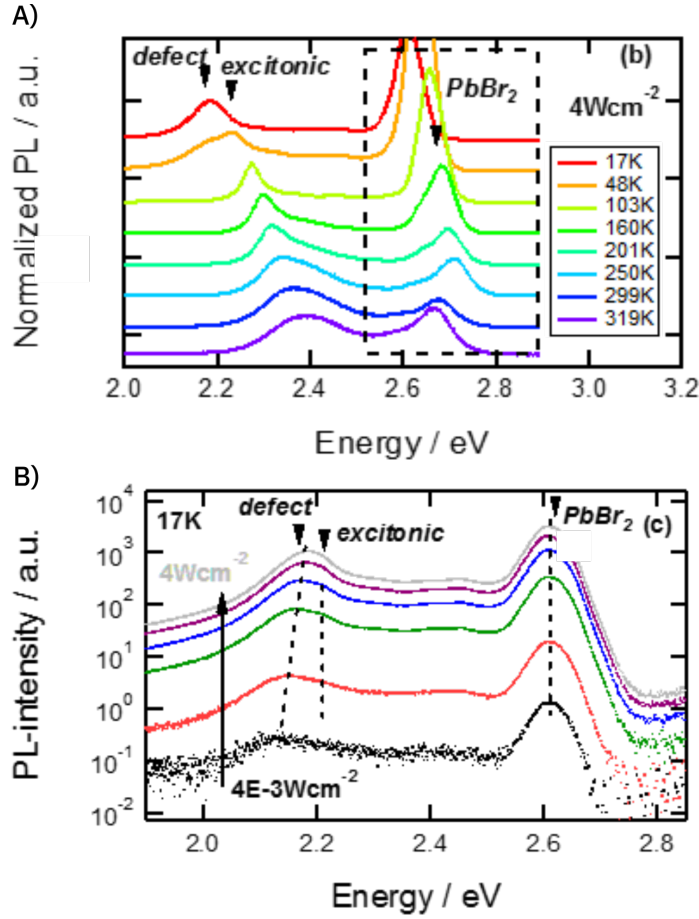 A)
Normalized PL / a.u.
defect
excitonic
(b)
PbBr2
4Wcm-2
17K
48K
103K
160K
201K
250K
299K
319K
2.0 2.2 2.4 2.6 2.8 3.0 3.2
Energy / eV
B)
PL-intensity / a.u.
10^4
10^3
10^2
10^1
10^0
10^-1
10^-2
17K
defect
excitonic
PbBr2
(c)
4Wcm-2
4E-3Wcm-2
2.0 2.2 2.4 2.6 2.8
Energy / eV